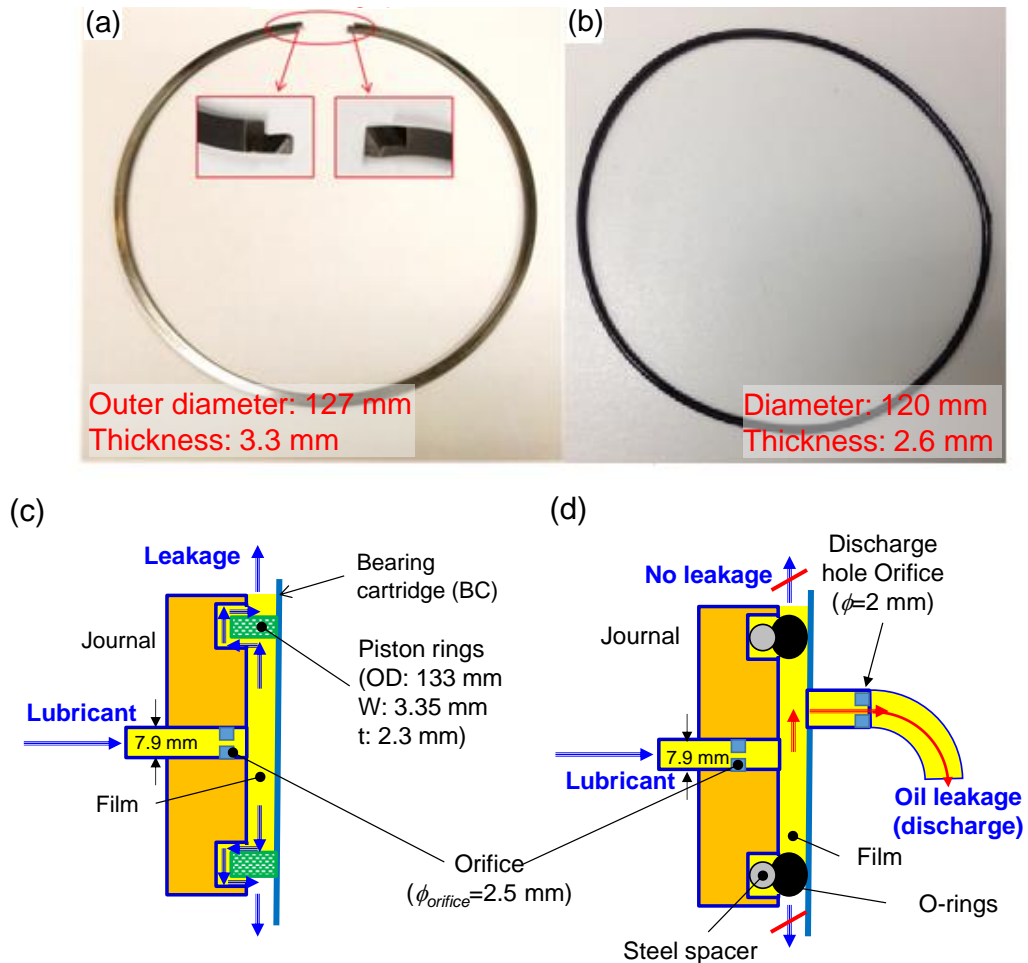 (a)
(b)
Outer diameter: 127 mm
Thickness: 3.3 mm
Diameter: 120 mm
Thickness: 2.6 mm
(c)
(d)
Leakage
Bearing
cartridge (BC)
Journal
Piston rings
(OD: 133 mm
W: 3.35 mm
t: 2.3 mm)
Lubricant
7.9 mm
Film
Orifice
(ϕorifice=2.5 mm)
No leakage
Discharge
hole Orifice
(ϕ=2 mm)
Journal
7.9 mm
Lubricant
Oil leakage
(discharge)
Film
O-rings
Steel spacer